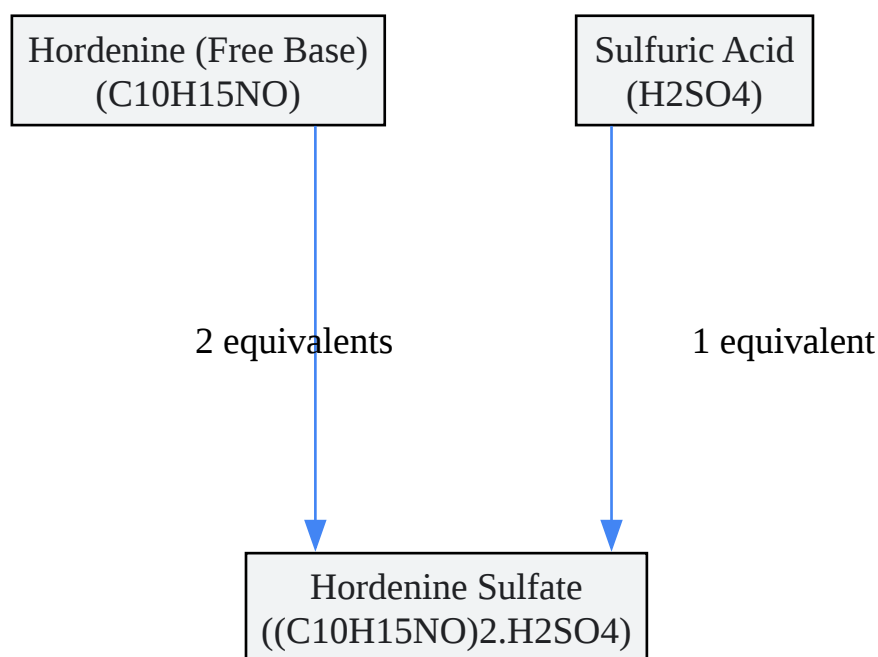 Hordenine (Free Base)
(C10H15NO)
Sulfuric Acid
(H2SO4)
2 equivalents
1 equivalent
Hordenine Sulfate
((C10H15NO)2.H2SO4)